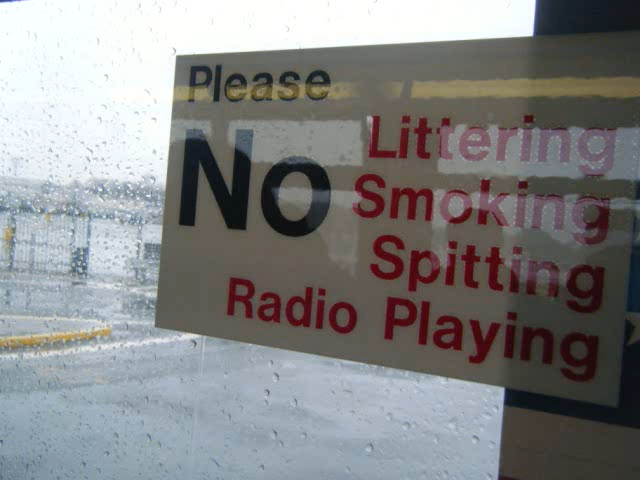 Please
No Littering
Smoking
Spitting
Radio Playing